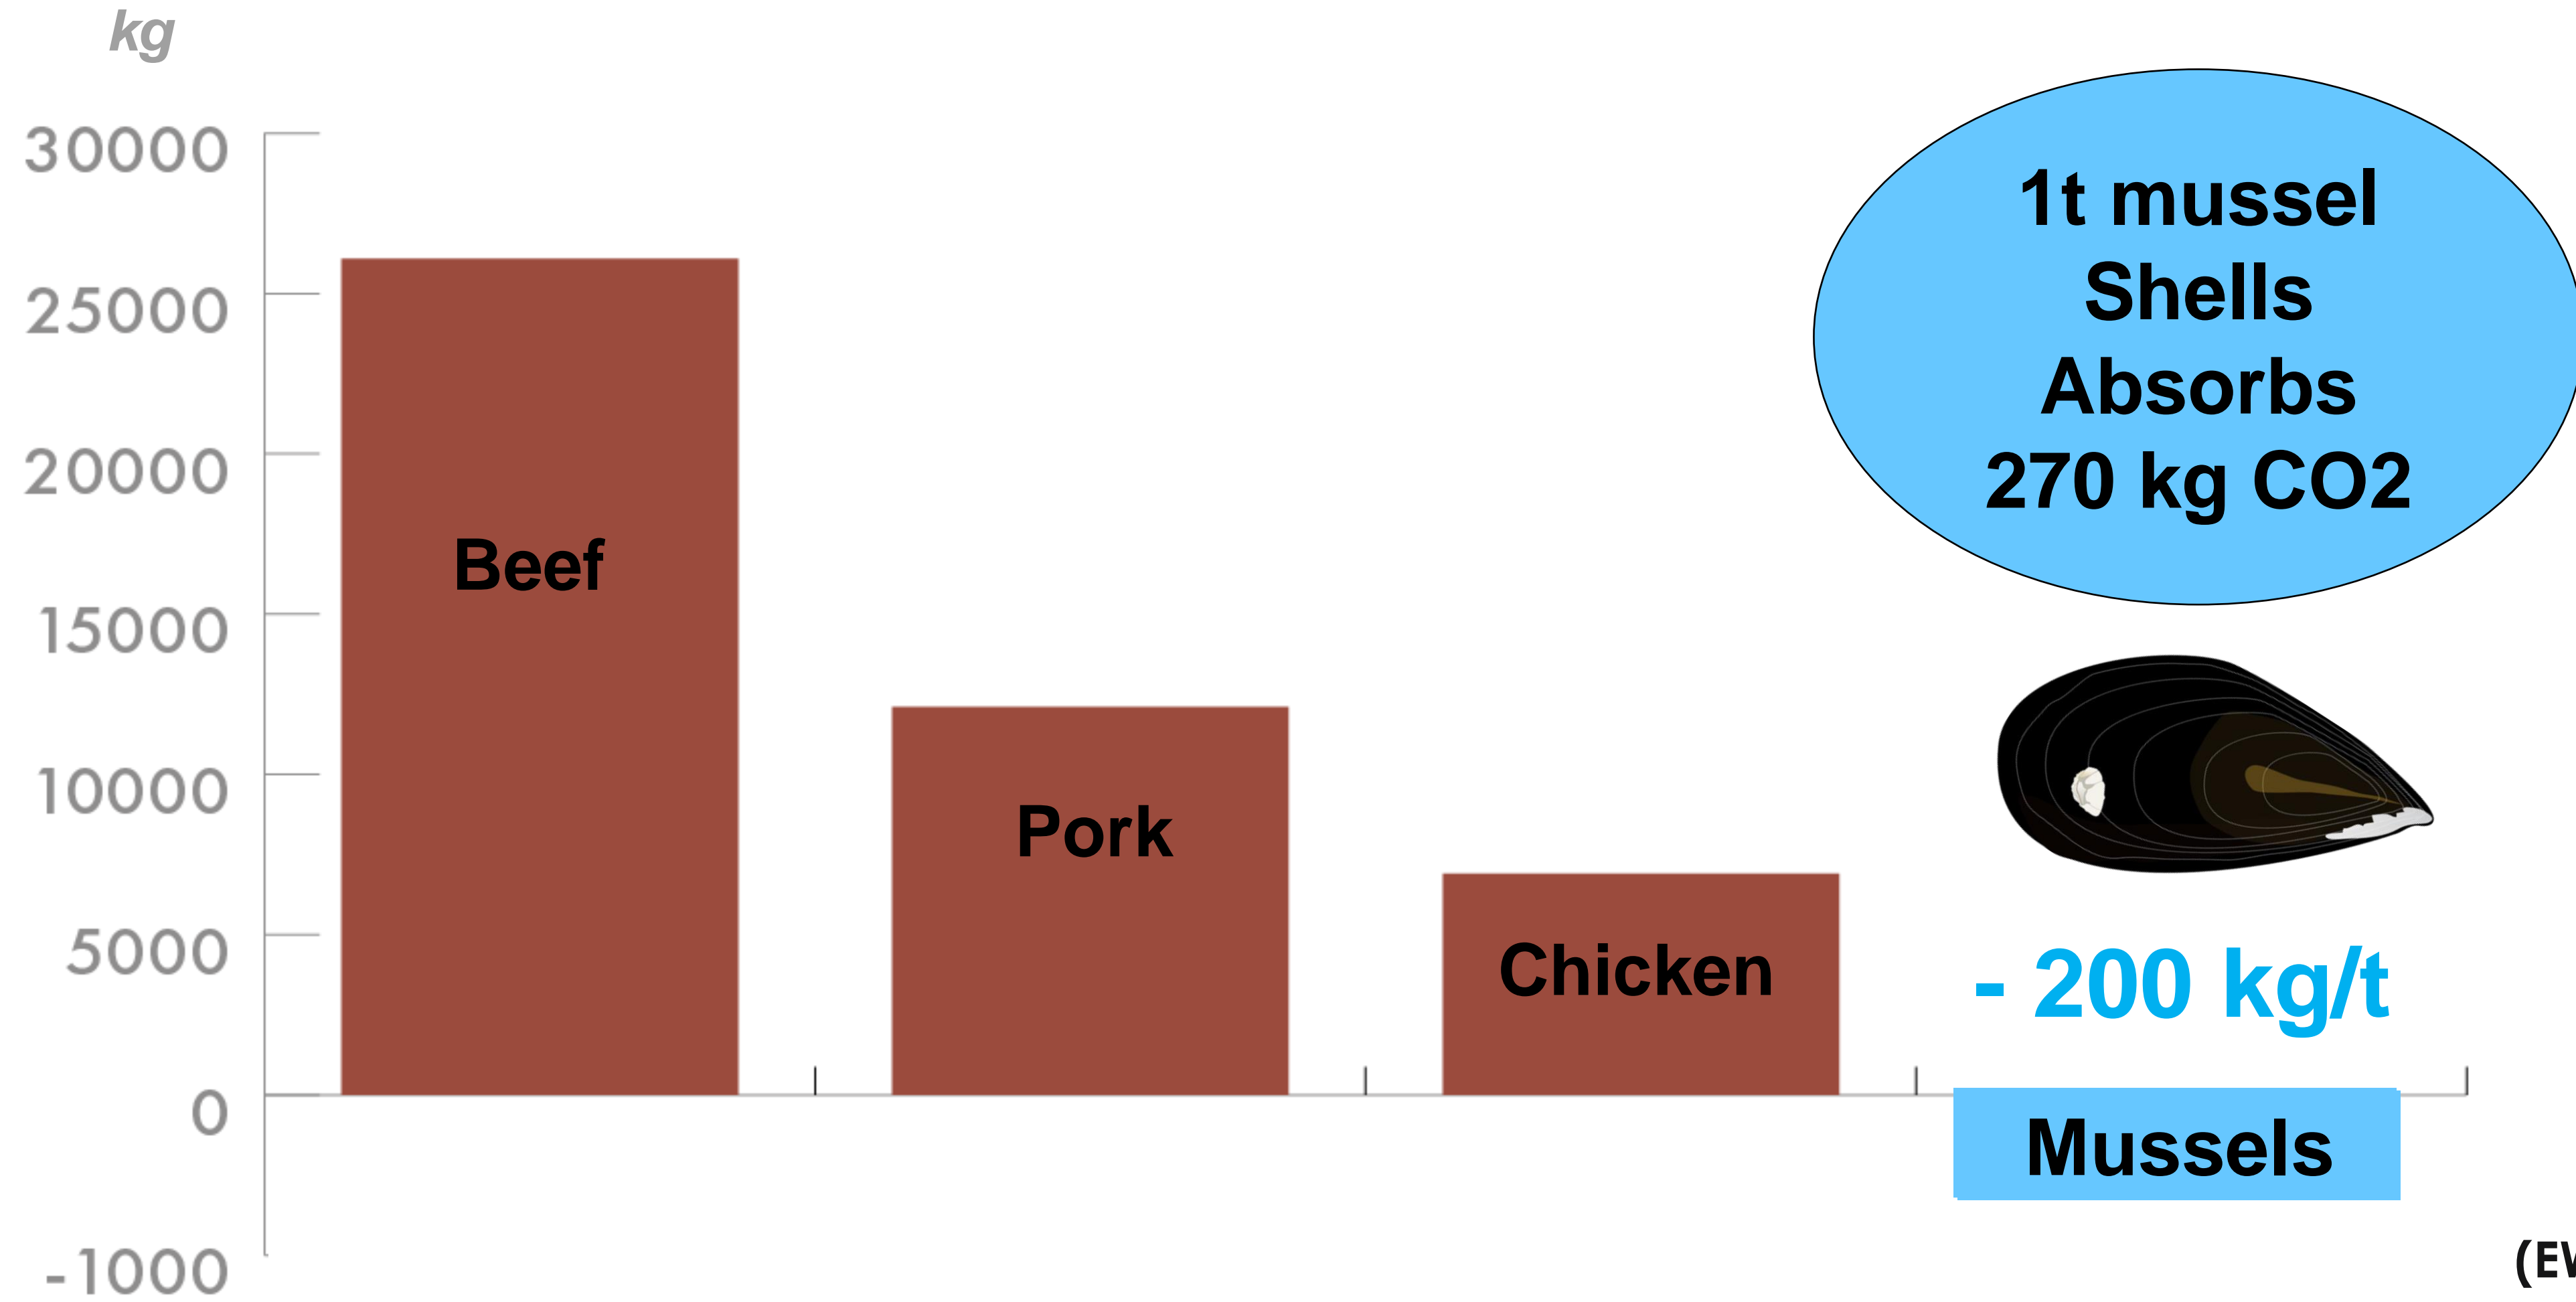 kg
30000
25000
20000
15000
10000
5000
0
-1000
Beef
Pork
Chicken
1t mussel
Shells
Absorbs
270 kg CO2
- 200 kg/t
Mussels